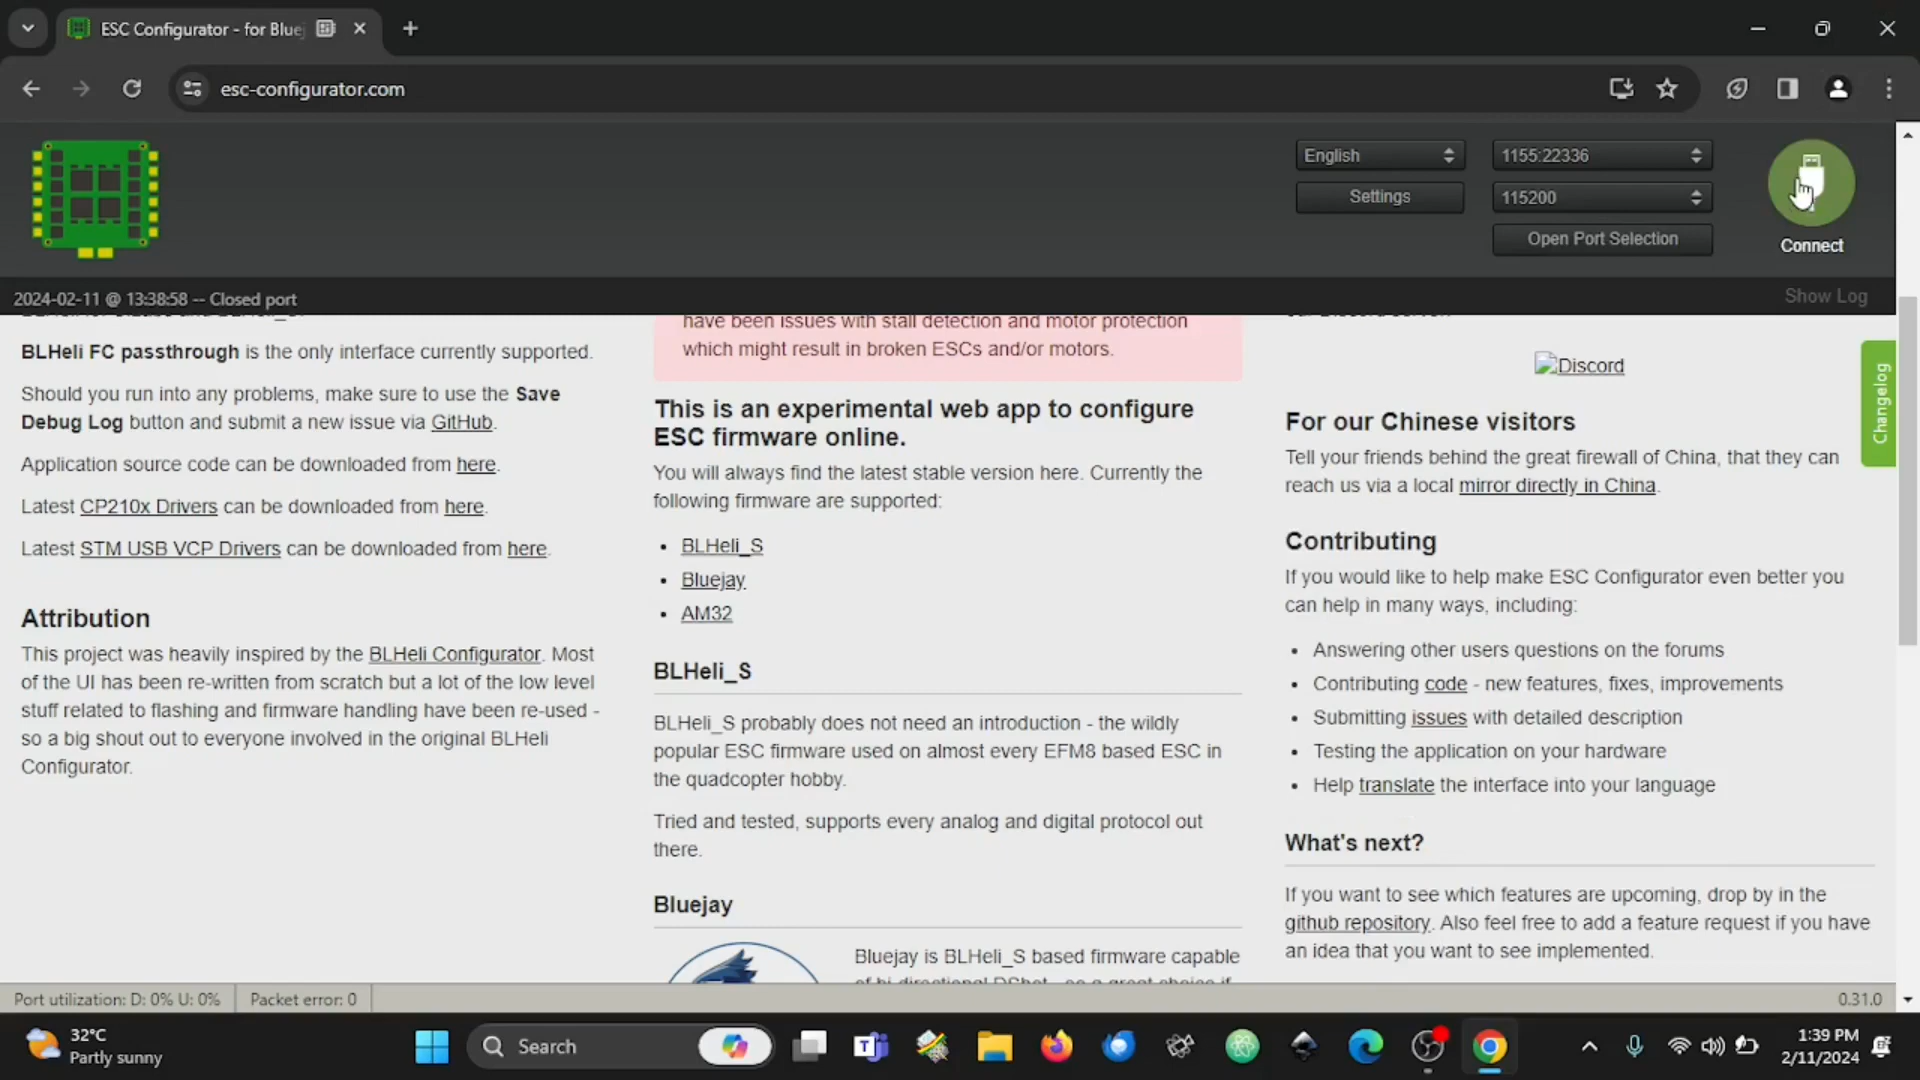 ESC Configurator - for Blue
esc-configurator.com
English
1155:22336
Settings
115200
Open Port Selection
Connect
2024-02-11 @ 13:38:58 -- Closed port
Show Log
BLHeli FC passthrough is the only interface currently supported.
Should you run into any problems, make sure to use the Save
Debug Log button and submit a new issue via GitHub.
Application source code can be downloaded from here.
Latest CP210x Drivers can be downloaded from here.
Latest STM USB VCP Drivers can be downloaded from here.
Attribution
This project was heavily inspired by the BLHeli Configurator. Most
of the UI has been re-written from scratch but a lot of the low level
stuff related to flashing and firmware handling have been re-used -
so a big shout out to everyone involved in the original BLHeli
Configurator.
have been issues with stall detection and motor protection
which might result in broken ESCs and/or motors.
This is an experimental web app to configure
ESC firmware online.
You will always find the latest stable version here. Currently the
following firmware are supported:
• BLHeli_S
• Bluejay
• AM32
BLHeli_S
BLHeli_S probably does not need an introduction - the wildly
popular ESC firmware used on almost every EFM8 based ESC in
the quadcopter hobby.
Tried and tested, supports every analog and digital protocol out
there.
Bluejay
Bluejay is BLHeli_S based firmware capable
of bi-directional DShot - so a great choice if
Discord
For our Chinese visitors
Tell your friends behind the great firewall of China, that they can
reach us via a local mirror directly in China.
Contributing
If you would like to help make ESC Configurator even better you
can help in many ways, including:
• Answering other users questions on the forums
• Contributing code - new features, fixes, improvements
• Submitting issues with detailed description
• Testing the application on your hardware
• Help translate the interface into your language
What's next?
If you want to see which features are upcoming, drop by in the
github repository. Also feel free to add a feature request if you have
an idea that you want to see implemented.
Changelog
Port utilization: D: 0% U: 0%
Packet error: 0
0.31.0
32°C
Partly sunny
Search
1:39 PM
2/11/2024